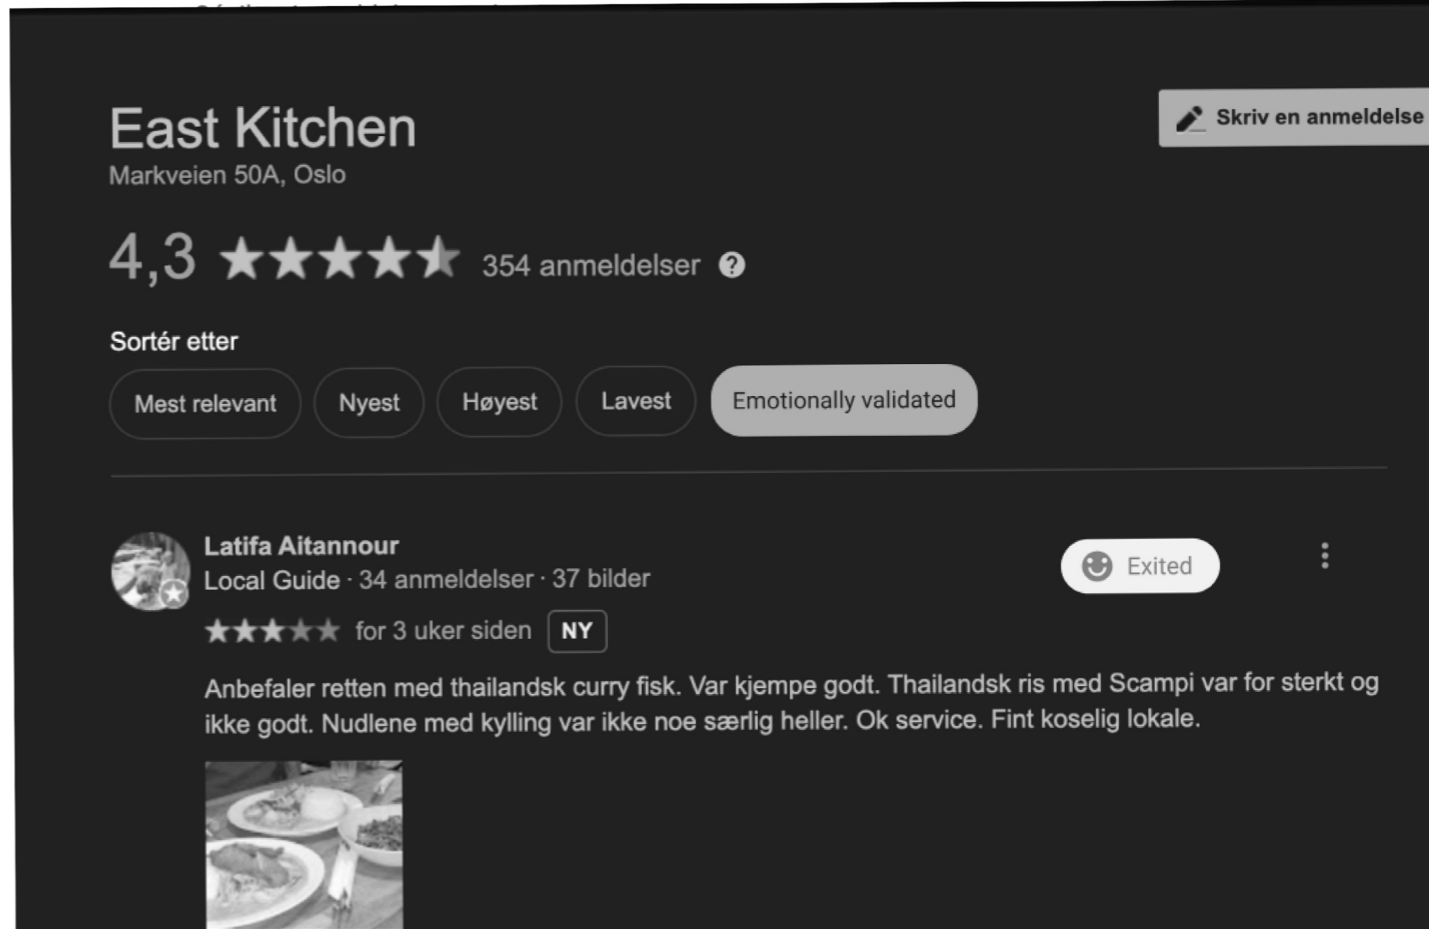 East Kitchen
Skriv en anmeldelse
Markveien 50A, Oslo
4,3 354 anmeldelser ?
Sortér etter
Mest relevant Nyest Høyest Lavest Emotionally validated
Latifa Aitannour
Exited
Local Guide · 34 anmeldelser · 37 bilder
for 3 uker siden NY
Anbefaler retten med thailandsk curry fisk. Var kjempe godt. Thailandsk ris med Scampi var for sterkt og
ikke godt. Nudlene med kylling var ikke noe særlig heller. Ok service. Fint koselig lokale.